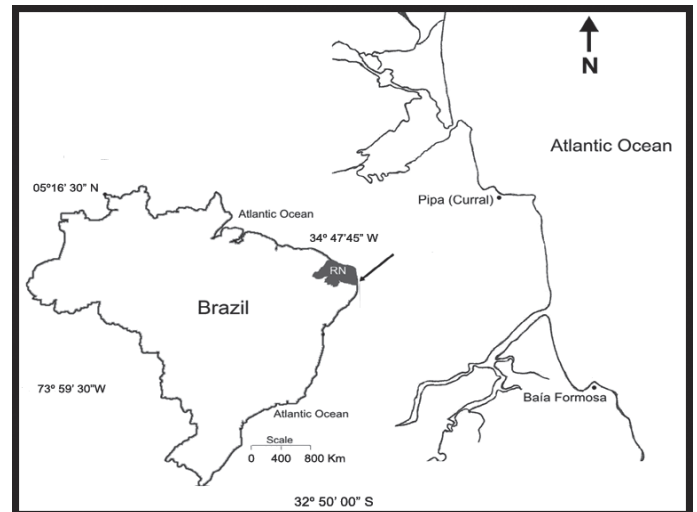 N
Atlantic Ocean
05º16' 30” N
Pipa (Curral)
Atlantic Ocean
34º 47'45” W
RN
Brazil
73º 59' 30”W
Baía Formosa
Atlantic Ocean
Scale
0 400 800 Km
32º 50' 00” S